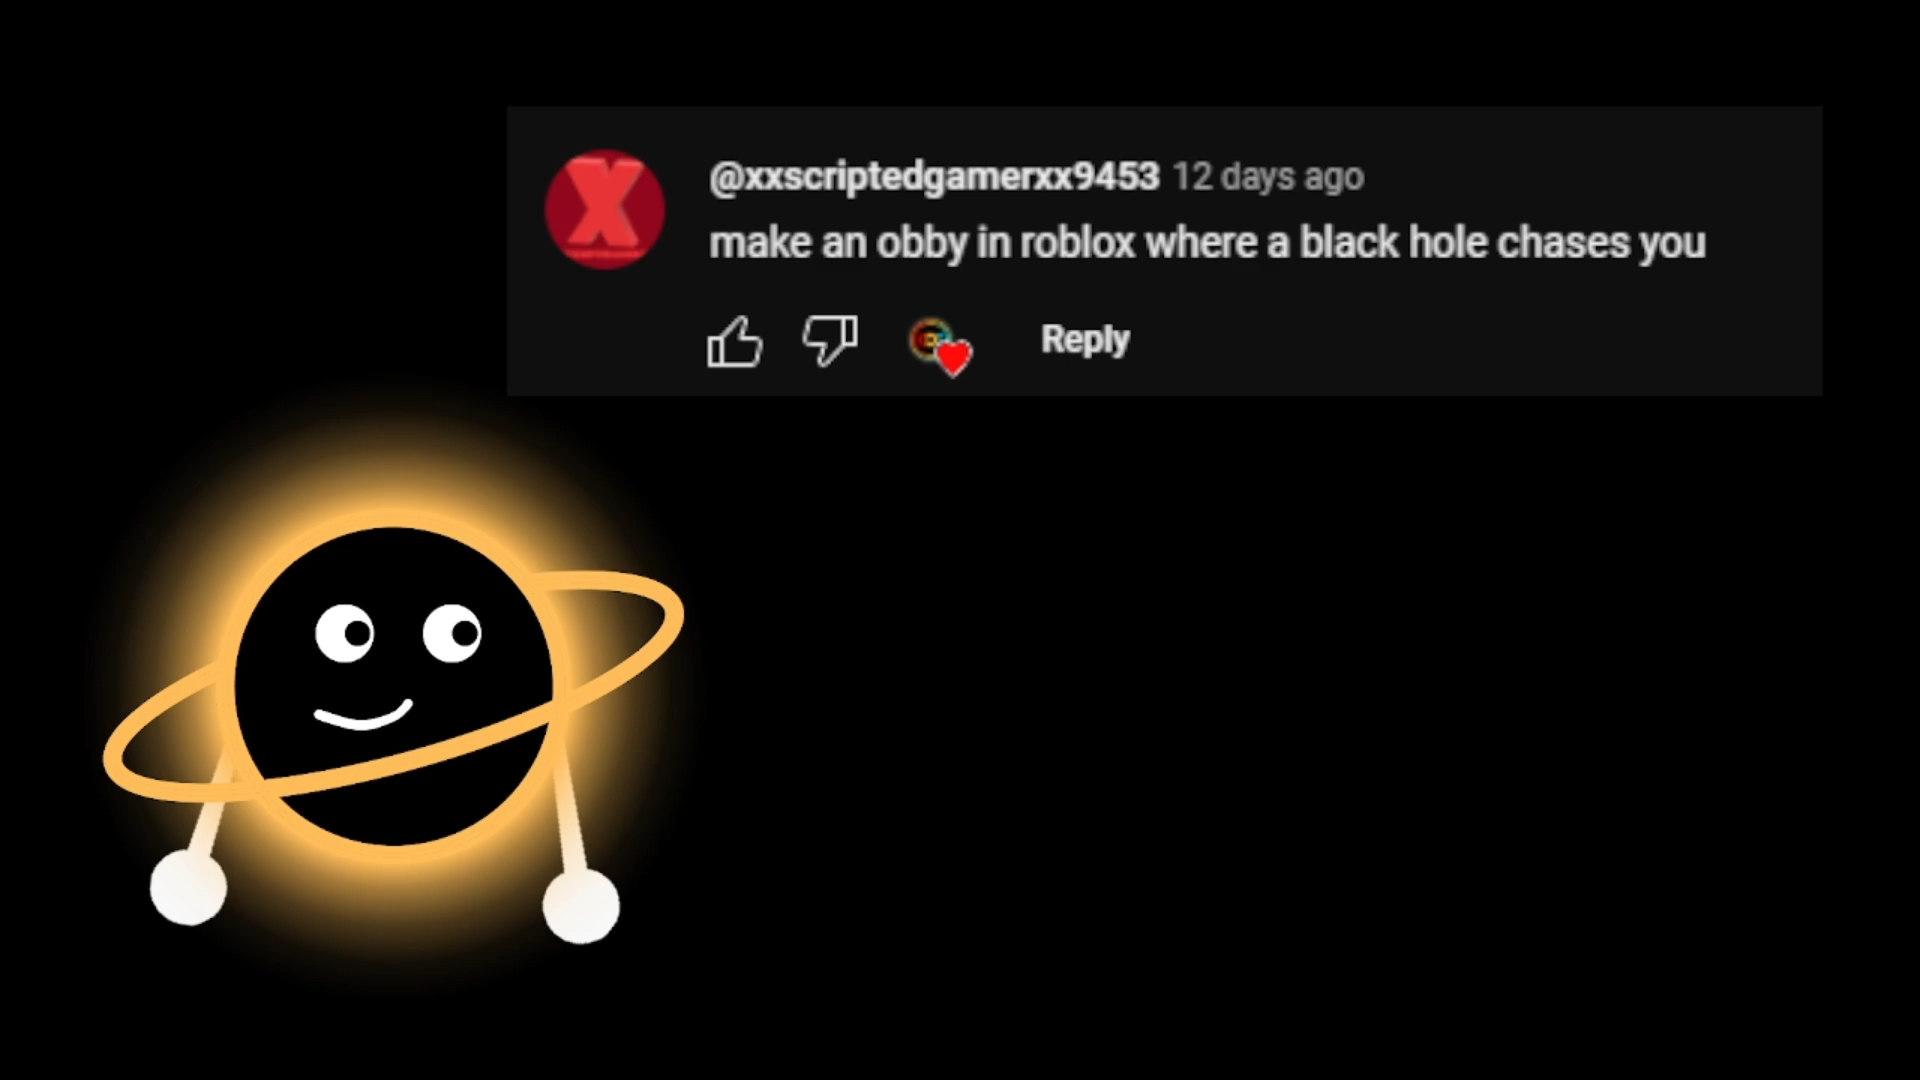 @xxscriptedgamerxx9453 12 days ago
make an obby in roblox where a black hole chases you
Reply